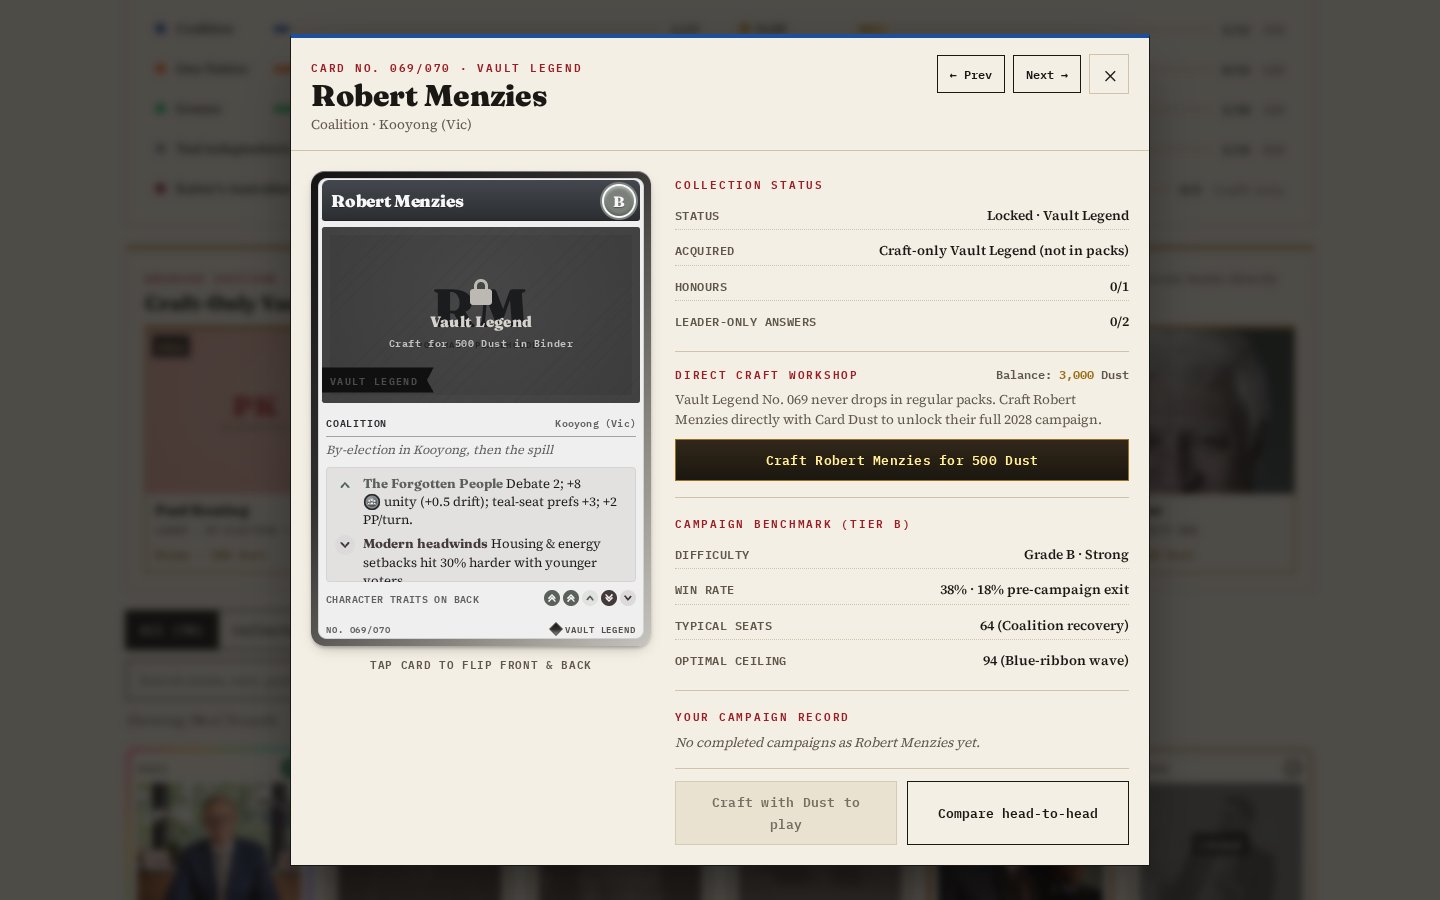 CARD NO. 069/070 · VAULT LEGEND
Robert Menzies
Coalition · Kooyong (Vic)
← Prev
Next →
×
Robert Menzies
B
RM
Vault Legend
Craft for 500 Dust in Binder
VAULT LEGEND
COALITION
Kooyong (Vic)
By-election in Kooyong, then the spill
The Forgotten People Debate 2; +8
unity (+0.5 drift); teal-seat prefs +3; +2
PP/turn.
Modern headwinds Housing & energy
setbacks hit 30% harder with younger
voters
CHARACTER TRAITS ON BACK
NO. 069/070
VAULT LEGEND
TAP CARD TO FLIP FRONT & BACK
COLLECTION STATUS
STATUS
Locked · Vault Legend
ACQUIRED
Craft-only Vault Legend (not in packs)
HONOURS
0/1
LEADER-ONLY ANSWERS
0/2
DIRECT CRAFT WORKSHOP
Balance: 3,000 Dust
Vault Legend No. 069 never drops in regular packs. Craft Robert
Menzies directly with Card Dust to unlock their full 2028 campaign.
Craft Robert Menzies for 500 Dust
CAMPAIGN BENCHMARK (TIER B)
DIFFICULTY
Grade B · Strong
WIN RATE
38% · 18% pre-campaign exit
TYPICAL SEATS
64 (Coalition recovery)
OPTIMAL CEILING
94 (Blue-ribbon wave)
YOUR CAMPAIGN RECORD
No completed campaigns as Robert Menzies yet.
Craft with Dust to
play
Compare head-to-head